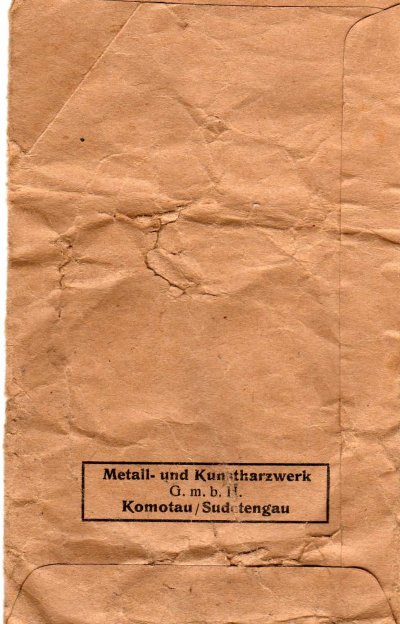 Metall- und Kunstharzwerk
G. m. b. H.
Komotau/Sudetengau